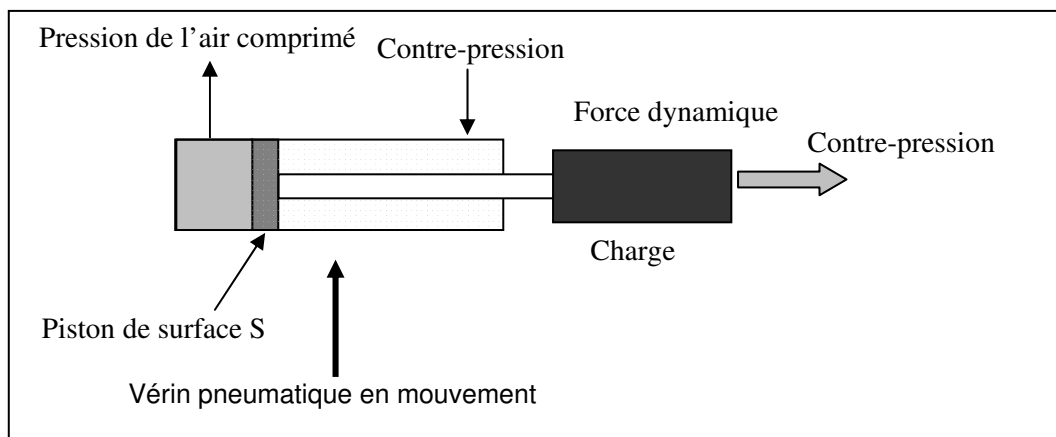 Pression de l’air comprimé
Contre-pression
Force dynamique
Contre-pression
Charge
Piston de surface S
Vérin pneumatique en mouvement